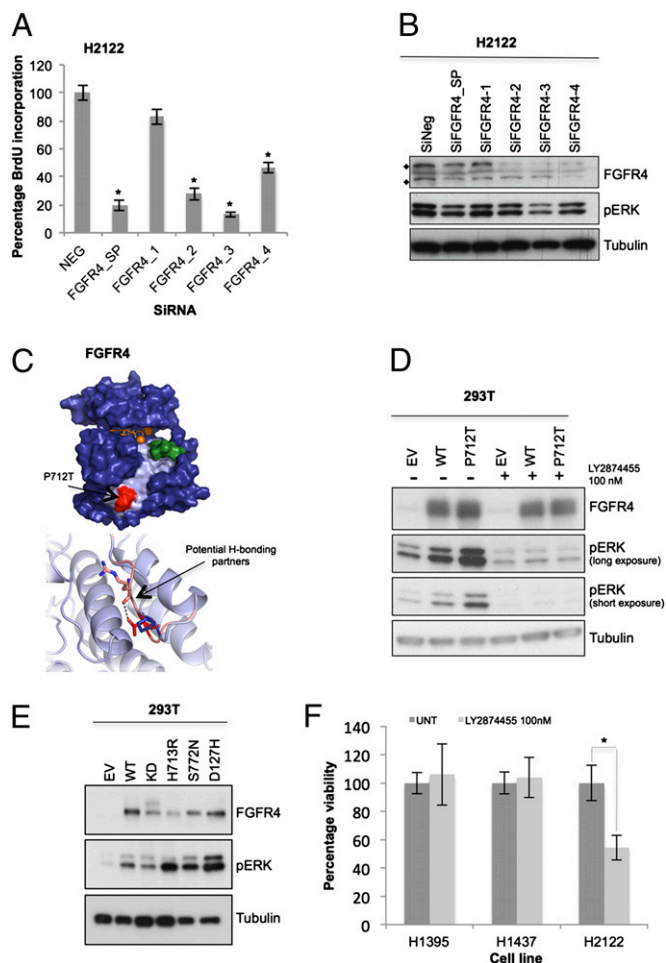 A
H2122
Percentage BrdU incorporation
120
100
80
60
40
20
0
*
*
*
*
NEG
FGFR4_SP
FGFR4_1
FGFR4_2
FGFR4_3
FGFR4_4
SiRNA
B
H2122
SiNeg
SiFGFR4_SP
SiFGFR4-1
SiFGFR4-2
SiFGFR4-3
SiFGFR4-4
FGFR4
pERK
Tubulin
C
FGFR4
P712T
Potential H-bonding
partners
D
293T
EV
WT
P712T
EV
WT
P712T
- - - + + +
LY2874455
100 nM
FGFR4
pERK
(long exposure)
pERK
(short exposure)
Tubulin
E
293T
EV
WT
KD
H713R
S772N
D127H
FGFR4
pERK
Tubulin
F
UNT
LY2874455 100nM
Percentage viability
140
120
100
80
60
40
20
0
*
H1395
H1437
H2122
Cell line